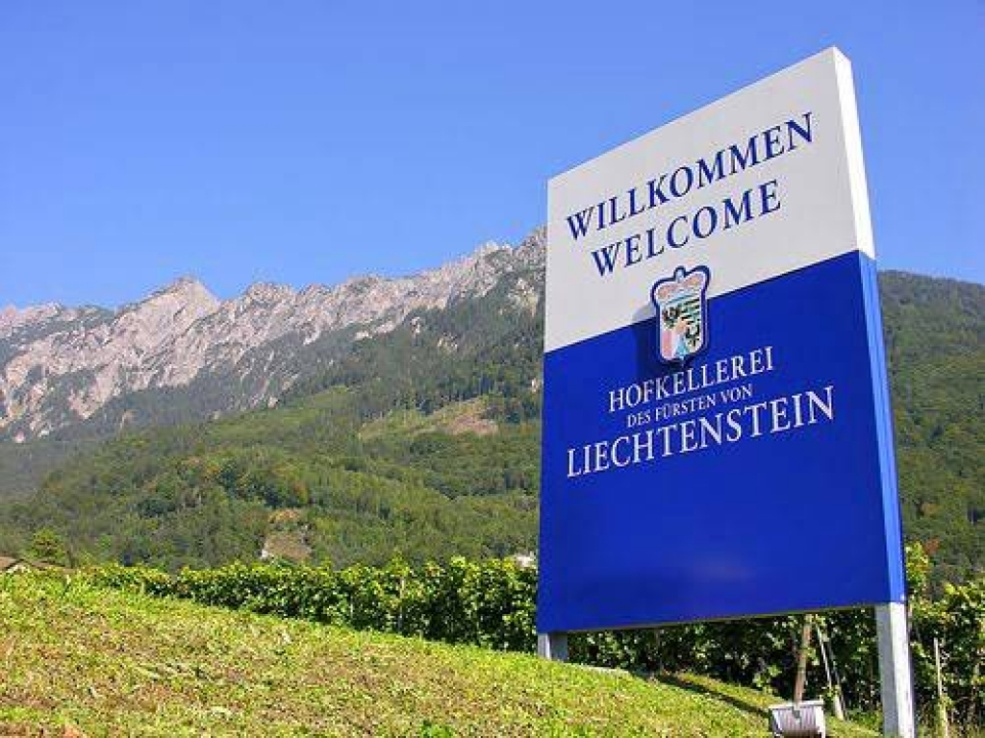 WILLKOMMEN
WELCOME
HOFKELLEREI
DES FÜRSTEN VON
LIECHTENSTEIN